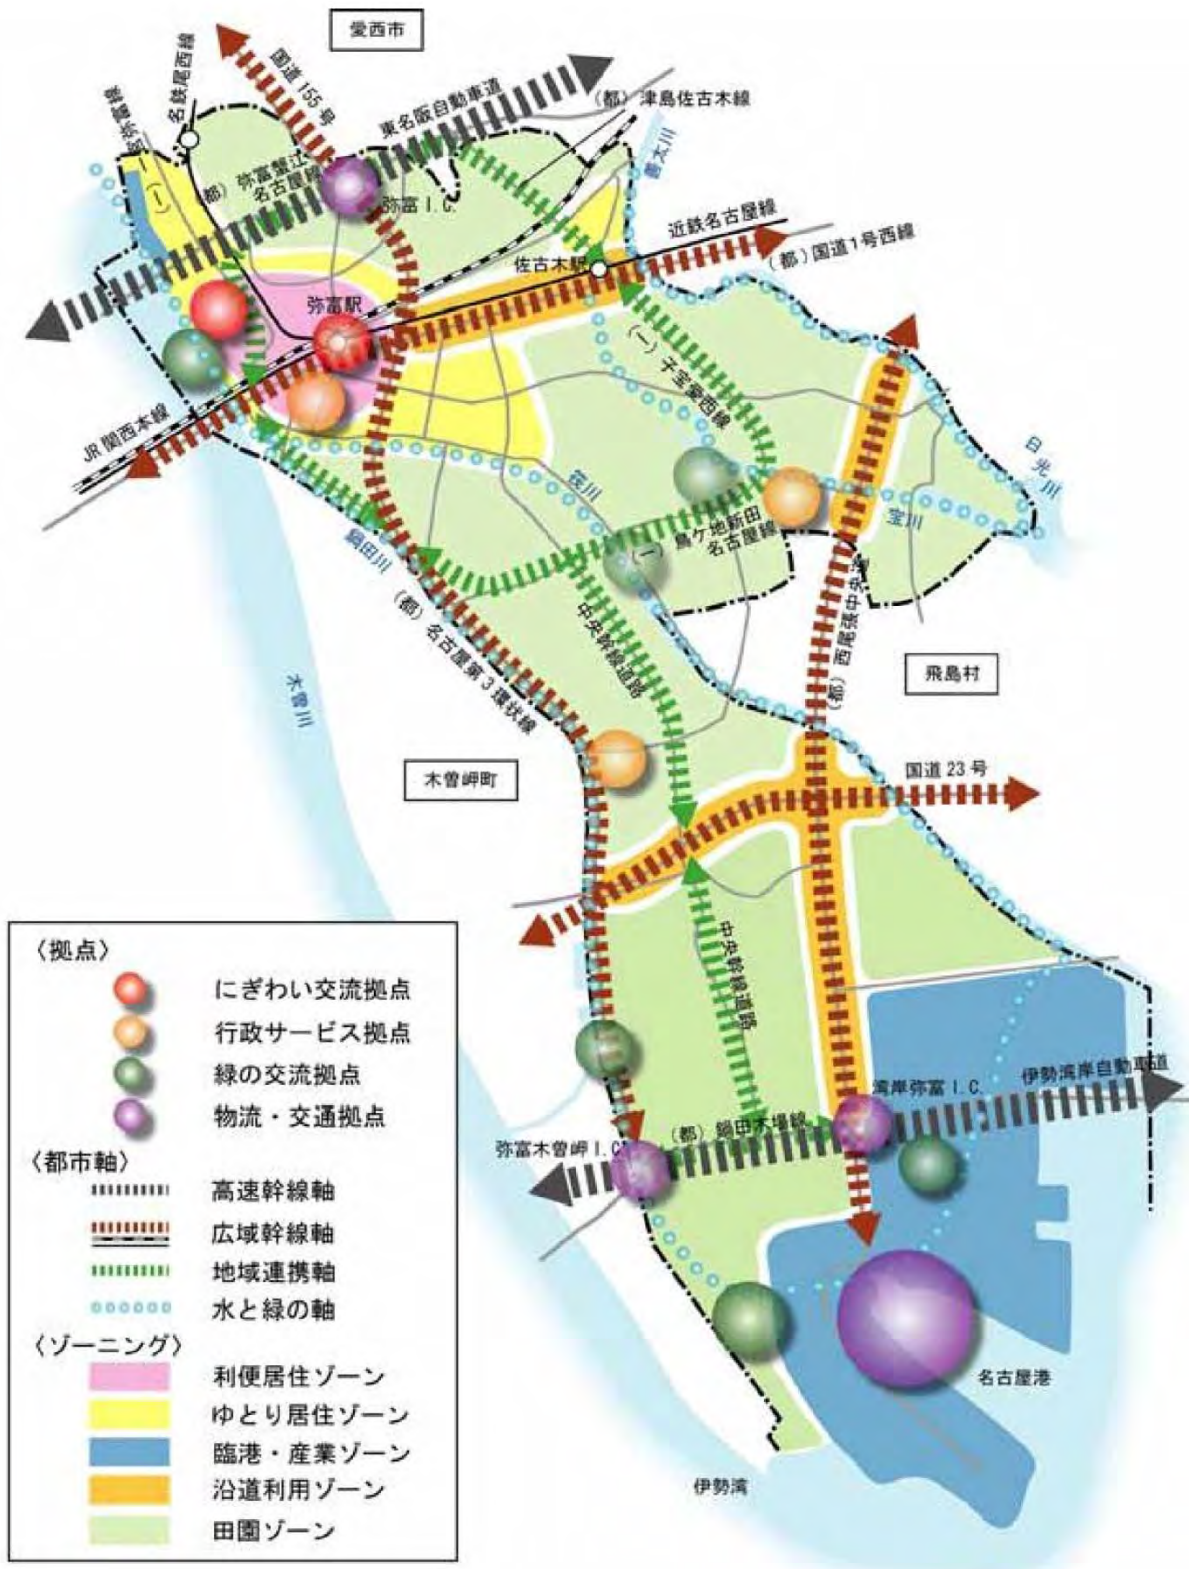 愛西市
国道155号
名鉄尾西線
東名阪自動車道
(都)津島佐古木線
善太川
(都)弥富蟹江
名古屋線
弥富I.C.
近鉄名古屋線
(都)国道1号西線
佐古木駅
弥富駅
(一)子宝愛西線
JR関西本線
日光川
筏川
宝川
(一)鳥ケ地新田
名古屋線
鍋田川
(都)名古屋第3環状線
中央幹線道路
(都)西尾張中央道
飛島村
木曽川
木曽岬町
国道23号
中央幹線道路
湾岸弥富I.C.
伊勢湾岸自動車道
(都)鍋田木場線
弥富木曽岬I.C.
名古屋港
伊勢湾
〈拠点〉
にぎわい交流拠点
行政サービス拠点
緑の交流拠点
物流・交通拠点
〈都市軸〉
高速幹線軸
広域幹線軸
地域連携軸
水と緑の軸
〈ゾーニング〉
利便居住ゾーン
ゆとり居住ゾーン
臨港・産業ゾーン
沿道利用ゾーン
田園ゾーン